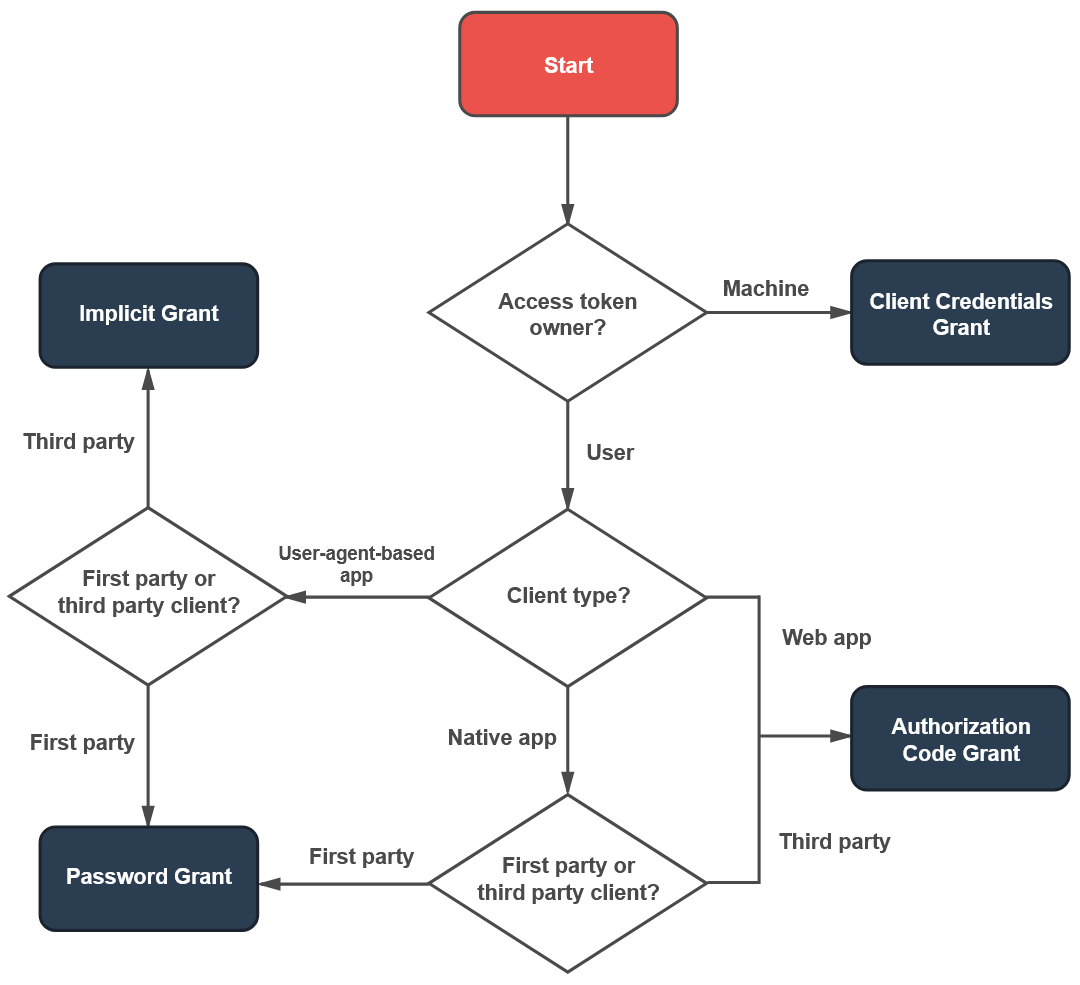 Start
Access token
owner?
Machine
Client Credentials
Grant
Implicit Grant
Third party
User
First party or
third party client?
User-agent-based
app
Client type?
Web app
First party
Native app
Authorization
Code Grant
Third party
Password Grant
First party
First party or
third party client?